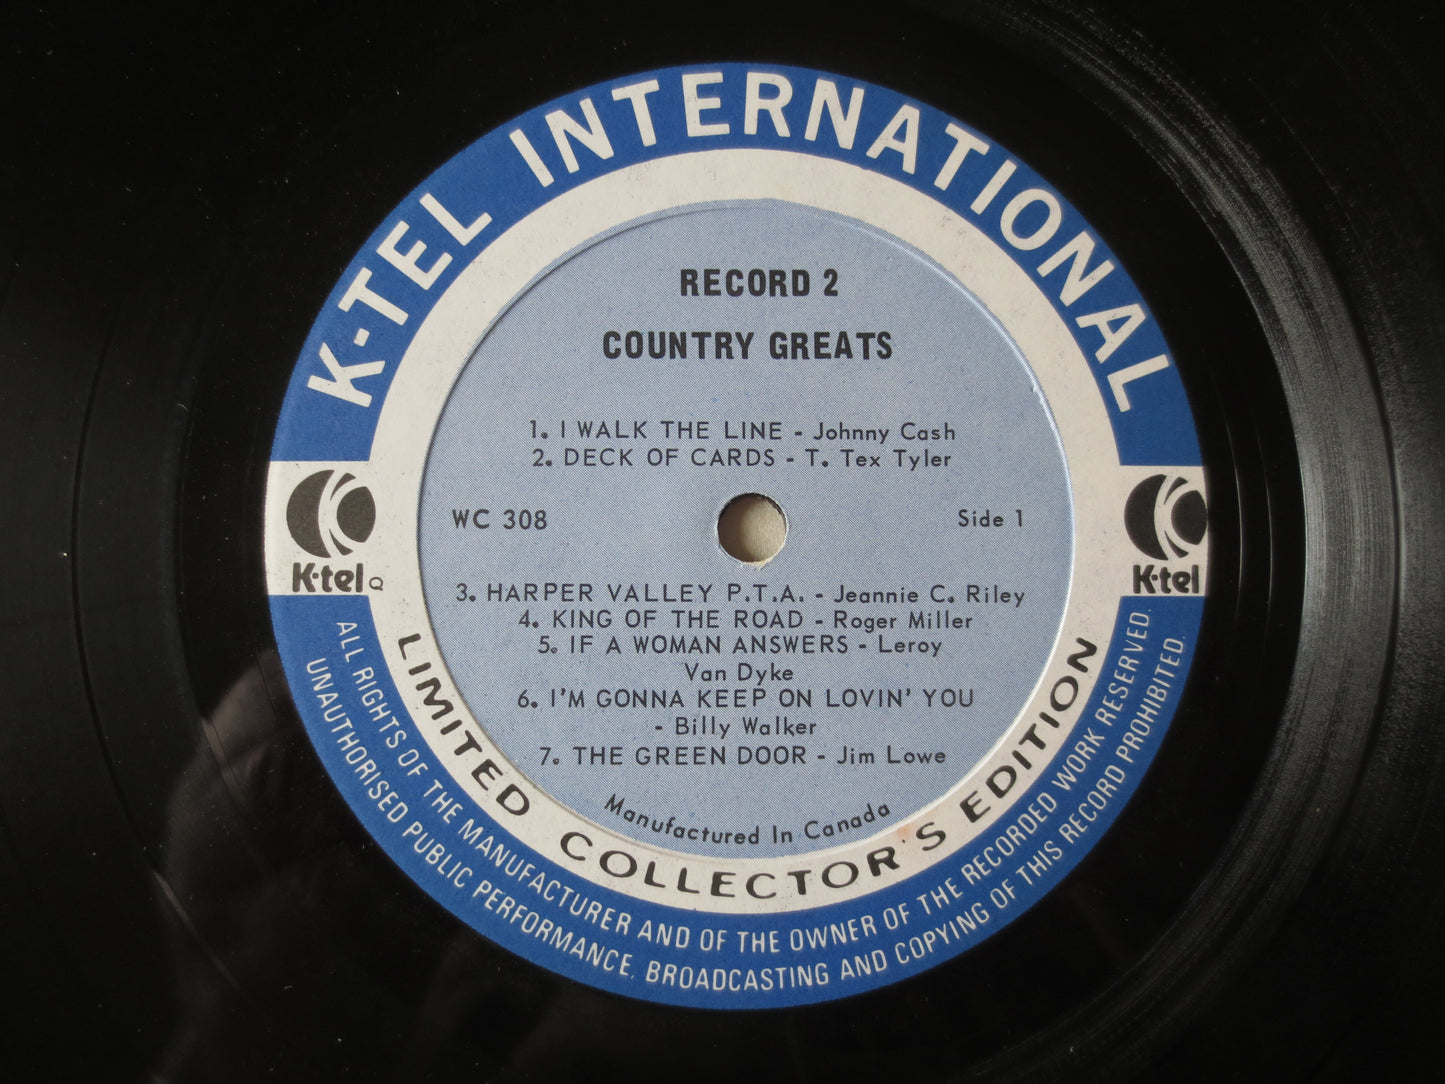 K-TEL INTERNATIONAL
RECORD 2
COUNTRY GREATS
1. I WALK THE LINE - Johnny Cash
2. DECK OF CARDS - T. Tex Tyler
WC 308
Side 1
3. HARPER VALLEY P.T.A. - Jeannie C. Riley
4. KING OF THE ROAD - Roger Miller
5. IF A WOMAN ANSWERS - Leroy
Van Dyke
6. I'M GONNA KEEP ON LOVIN' YOU
- Billy Walker
7. THE GREEN DOOR - Jim Lowe
Manufactured In Canada
K-tel Q
K-tel
LIMITED COLLECTOR'S EDITION
ALL RIGHTS OF THE MANUFACTURER AND OF THE OWNER OF THE RECORDED WORK RESERVED.
UNAUTHORISED PUBLIC PERFORMANCE, BROADCASTING AND COPYING OF THIS RECORD PROHIBITED.